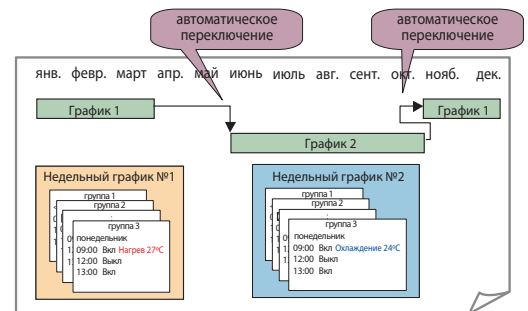 автоматическое
переключение
автоматическое
переключение
янв. февр. март апр. май июнь июль авг. сент. окт. нояб. дек.
График 1
График 1
График 2
Недельный график №1
группа 1
группа 2
группа 3
понедельник
09:00 Вкл Нагрев 27ºC
12:00 Выкл
13:00 Вкл
Недельный график №2
группа 1
группа 2
группа 3
понедельник
09:00 Вкл Охлаждение 24ºC
12:00 Выкл
13:00 Вкл